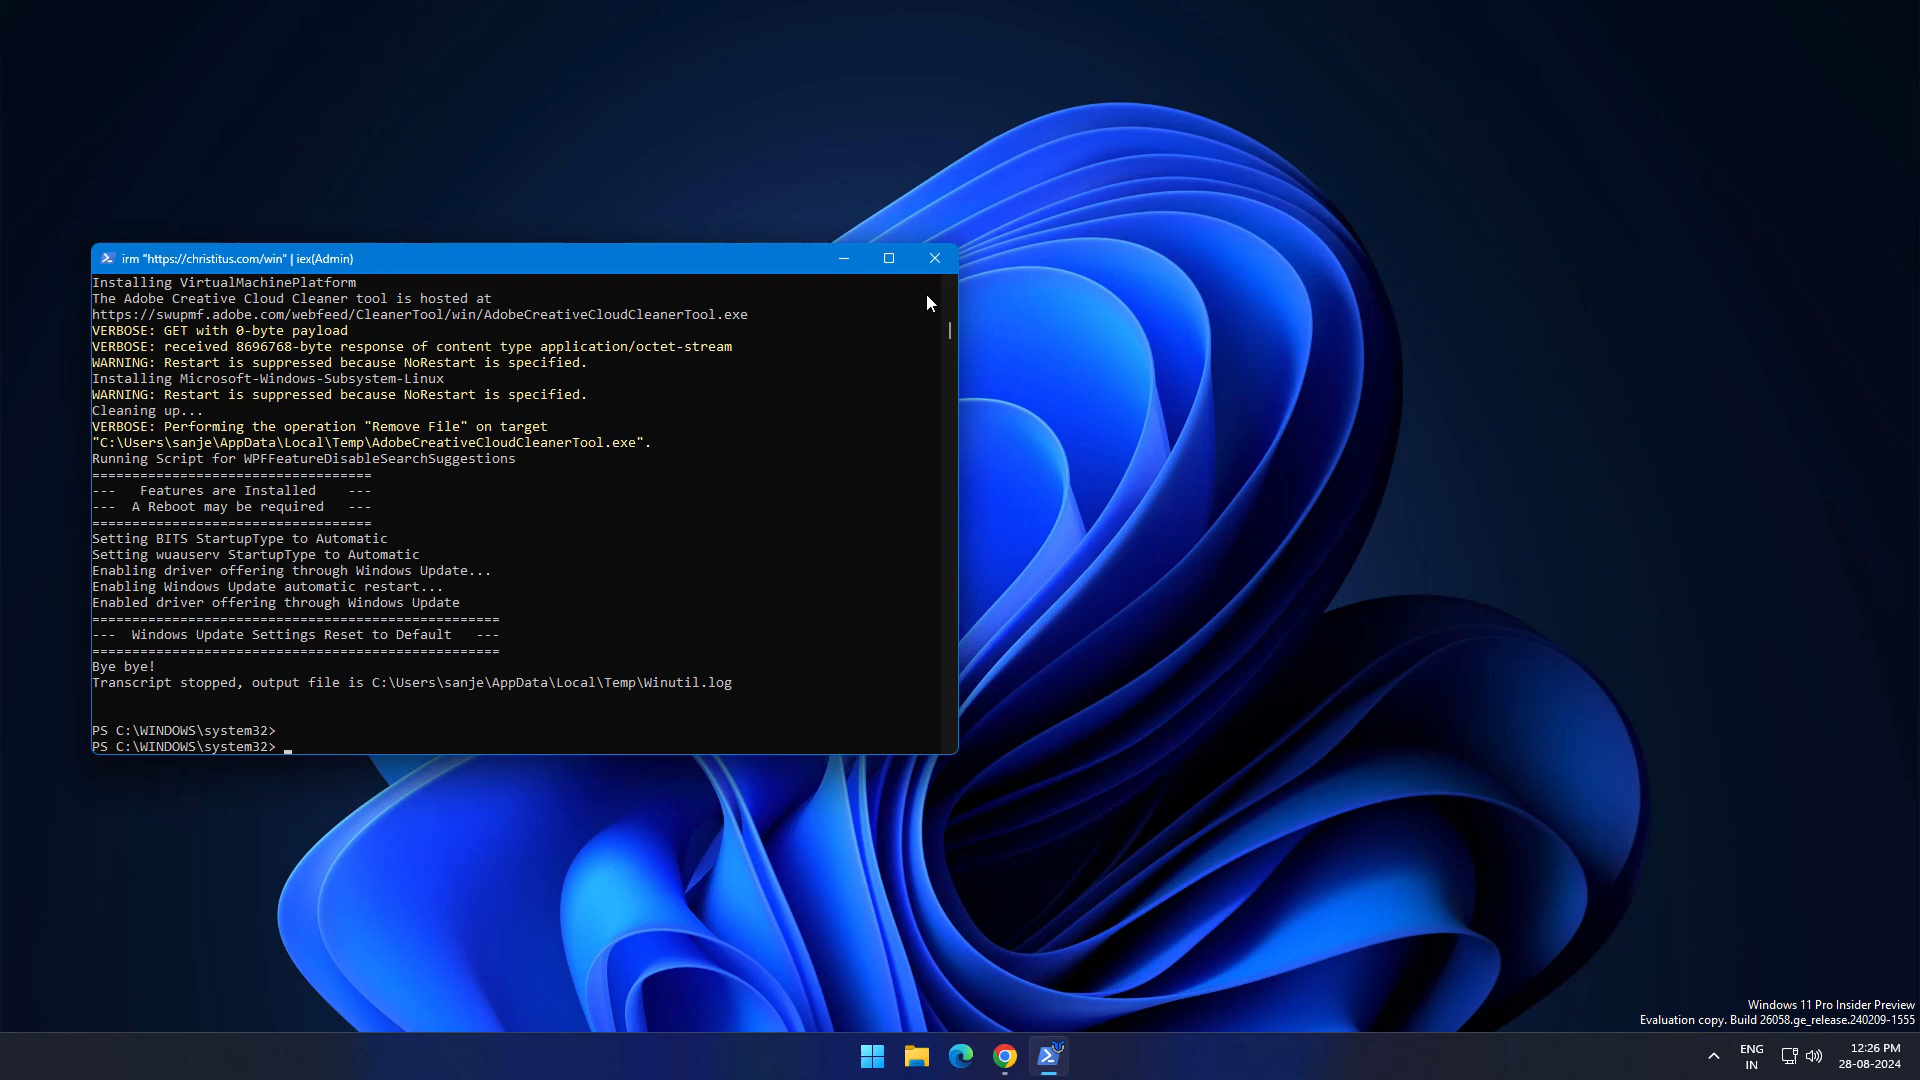 irm "https://christitus.com/win" | iex(Admin)
Installing VirtualMachinePlatform
The Adobe Creative Cloud Cleaner tool is hosted at
https://swupmf.adobe.com/webfeed/CleanerTool/win/AdobeCreativeCloudCleanerTool.exe
VERBOSE: GET with 0-byte payload
VERBOSE: received 8696768-byte response of content type application/octet-stream
WARNING: Restart is suppressed because NoRestart is specified.
Installing Microsoft-Windows-Subsystem-Linux
WARNING: Restart is suppressed because NoRestart is specified.
Cleaning up...
VERBOSE: Performing the operation "Remove File" on target
"C:\Users\sanje\AppData\Local\Temp\AdobeCreativeCloudCleanerTool.exe".
Running Script for WPFFeatureDisableSearchSuggestions
===================================
---   Features are Installed    ---
---  A Reboot may be required   ---
===================================
Setting BITS StartupType to Automatic
Setting wuauserv StartupType to Automatic
Enabling driver offering through Windows Update...
Enabling Windows Update automatic restart...
Enabled driver offering through Windows Update
===================================================
---  Windows Update Settings Reset to Default   ---
===================================================
Bye bye!
Transcript stopped, output file is C:\Users\sanje\AppData\Local\Temp\Winutil.log
PS C:\WINDOWS\system32>
PS C:\WINDOWS\system32>
Windows 11 Pro Insider Preview
Evaluation copy. Build 26058.ge_release.240209-1555
ENG
IN
12:26 PM
28-08-2024